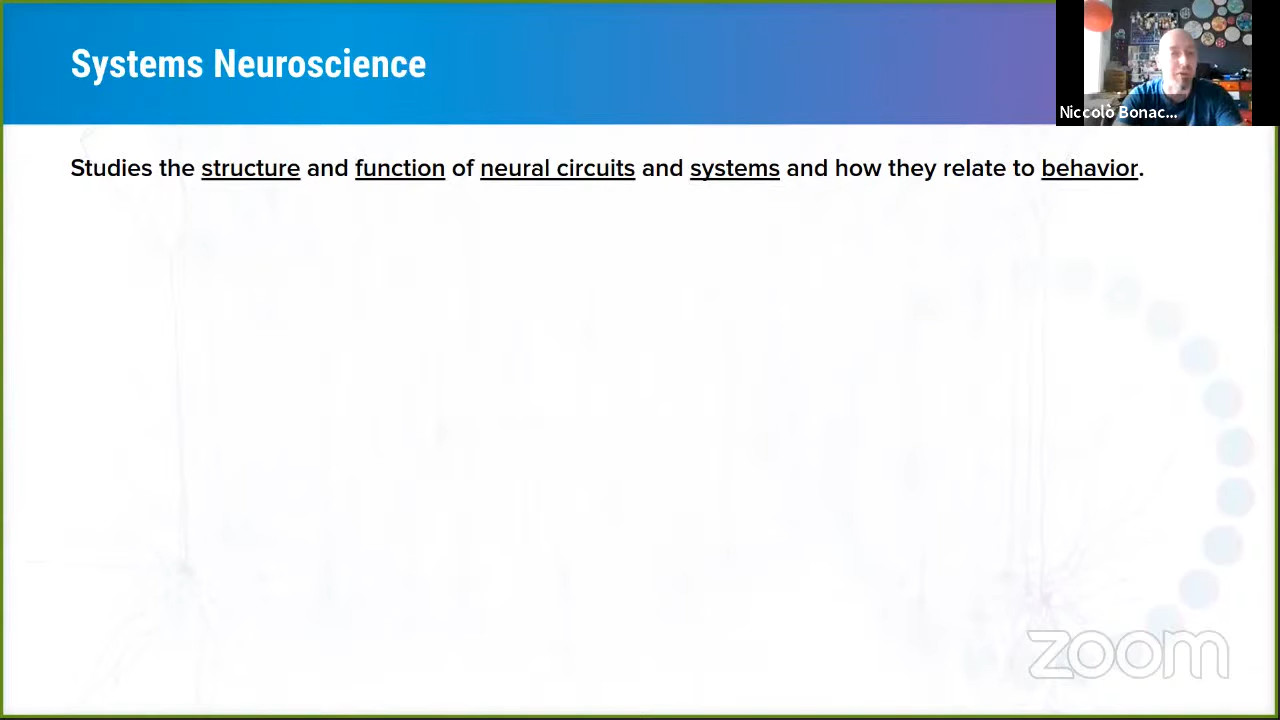 Systems Neuroscience
Niccolò Bonac...
Studies the structure and function of neural circuits and systems and how they relate to behavior.
zoom